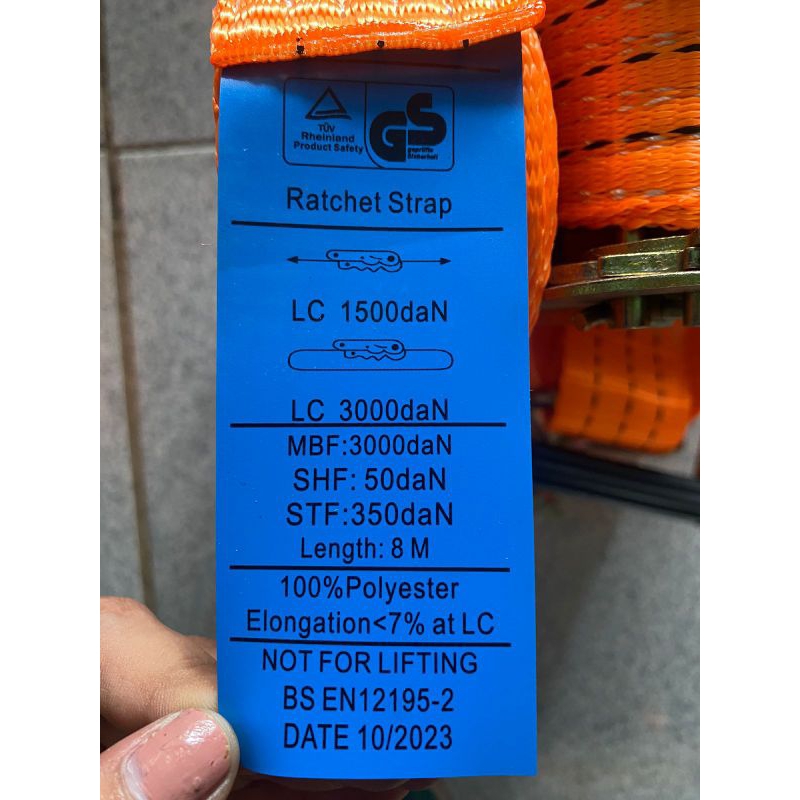 TÜV
Rheinland
Product Safety
GS
geprüfte
Sicherheit
Ratchet Strap
LC 1500daN
LC 3000daN
MBF:3000daN
SHF: 50daN
STF:350daN
Length: 8 M
100%Polyester
Elongation<7% at LC
NOT FOR LIFTING
BS EN12195-2
DATE 10/2023